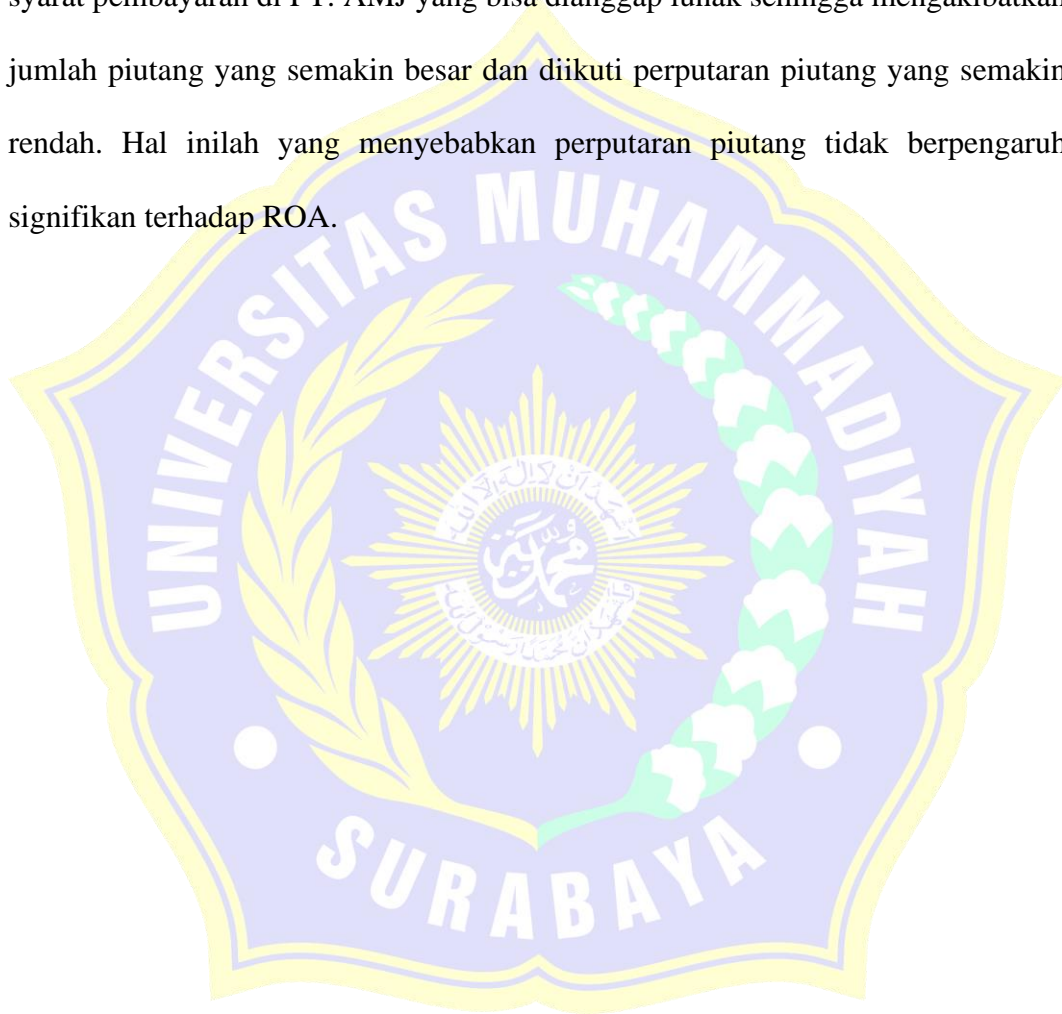 syarat pembayaran di PT. AMJ yang bisa dianggap lunak sehingga mengakibatkan
jumlah piutang yang semakin besar dan diikuti perputaran piutang yang semakin
rendah. Hal inilah yang menyebabkan perputaran piutang tidak berpengaruh
signifikan terhadap ROA.
UNIVERSITAS MUHAMMADIYAH
SURABAYA